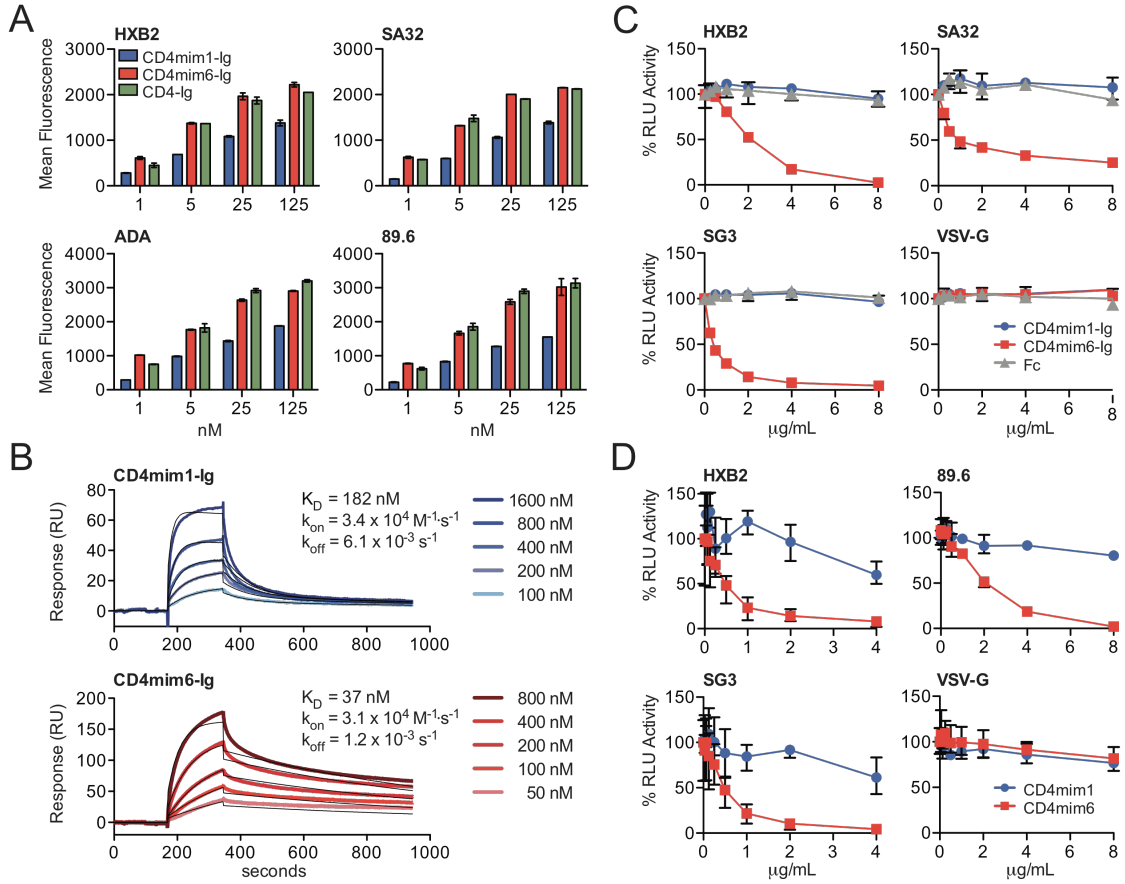 A
HXB2
CD4mim1-Ig
CD4mim6-Ig
CD4-Ig
Mean Fluorescence
3000
2000
1000
0
1 5 25 125
SA32
3000
2000
1000
0
1 5 25 125
ADA
Mean Fluorescence
4000
3000
2000
1000
0
1 5 25 125
nM
89.6
4000
3000
2000
1000
0
1 5 25 125
nM
B
CD4mim1-Ig
Response (RU)
80
60
40
20
0
0 200 400 600 800 1000
K_D = 182 nM
k_on = 3.4 x 10⁴ M⁻¹·s⁻¹
k_off = 6.1 x 10⁻³ s⁻¹
1600 nM
800 nM
400 nM
200 nM
100 nM
CD4mim6-Ig
Response (RU)
200
150
100
50
0
0 200 400 600 800 1000
seconds
K_D = 37 nM
k_on = 3.1 x 10⁴ M⁻¹·s⁻¹
k_off = 1.2 x 10⁻³ s⁻¹
800 nM
400 nM
200 nM
100 nM
50 nM
C
HXB2
% RLU Activity
150
100
50
0
0 2 4 6 8
SA32
150
100
50
0
0 2 4 6 8
SG3
% RLU Activity
150
100
50
0
0 2 4 6 8
µg/mL
VSV-G
150
100
50
0
CD4mim1-Ig
CD4mim6-Ig
Fc
0 2 4 6 8
µg/mL
D
HXB2
% RLU Activity
150
100
50
0
0 1 2 3 4
89.6
150
100
50
0
0 2 4 6 8
SG3
% RLU Activity
150
100
50
0
0 1 2 3 4
µg/mL
VSV-G
150
100
50
0
CD4mim1
CD4mim6
0 2 4 6 8
µg/mL